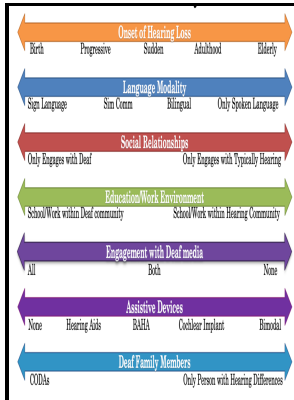 Onset of Hearing Loss
Birth Progressive Sudden Adulthood Elderly
Language Modality
Sign Language Sim Comm Bilingual Only Spoken Language
Social Relationships
Only Engages with Deaf Only Engages with Typically Hearing
Education/Work Environment
School/Work within Deaf community School/Work within Hearing Community
Engagement with Deaf media
All Both None
Assistive Devices
None Hearing Aids BAHA Cochlear Implant Bimodal
Deaf Family Members
CODAs Only Person with Hearing Differences